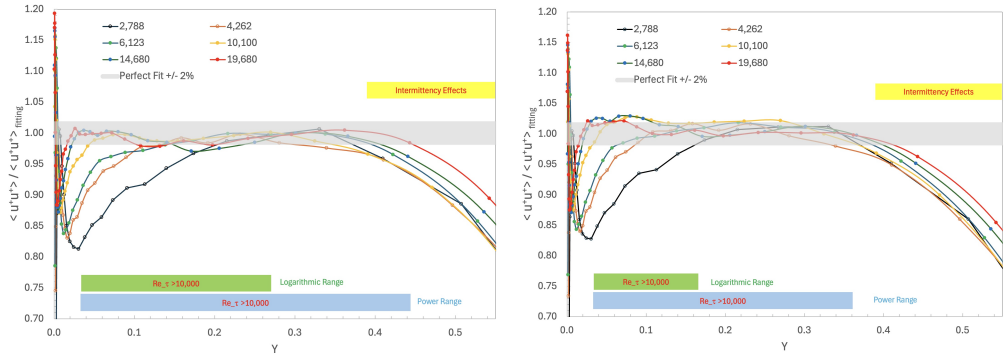 1.20
1.15
1.10
1.05
1.00
0.95
0.90
0.85
0.80
0.75
0.70
< u⁺u⁺> / < u⁺u⁺> fitting
2,788 4,262
6,123 10,100
14,680 19,680
Perfect Fit +/- 2%
Intermittency Effects
Re_τ >10,000 Logarithmic Range
Re_τ >10,000 Power Range
0.0 0.1 0.2 0.3 0.4 0.5
Y
1.20
1.15
1.10
1.05
1.00
0.95
0.90
0.85
0.80
0.75
0.70
< u⁺u⁺> / < u⁺u⁺> fitting
2,788 4,262
6,123 10,100
14,680 19,680
Perfect Fit +/- 2%
Intermittency Effects
Re_τ >10,000 Logarithmic Range
Re_τ >10,000 Power Range
0.0 0.1 0.2 0.3 0.4 0.5
Y